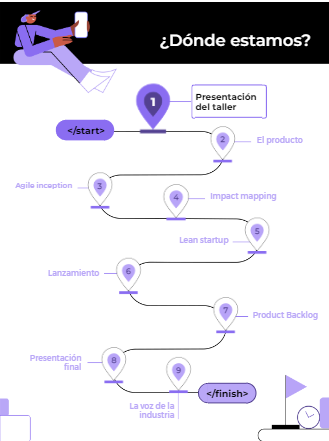 ¿Dónde estamos?
1
Presentación
del taller
</start>
2
El producto
3
Agile inception
4
Impact mapping
5
Lean startup
6
Lanzamiento
7
Product Backlog
8
Presentación
final
9
La voz de la
industria
</finish>